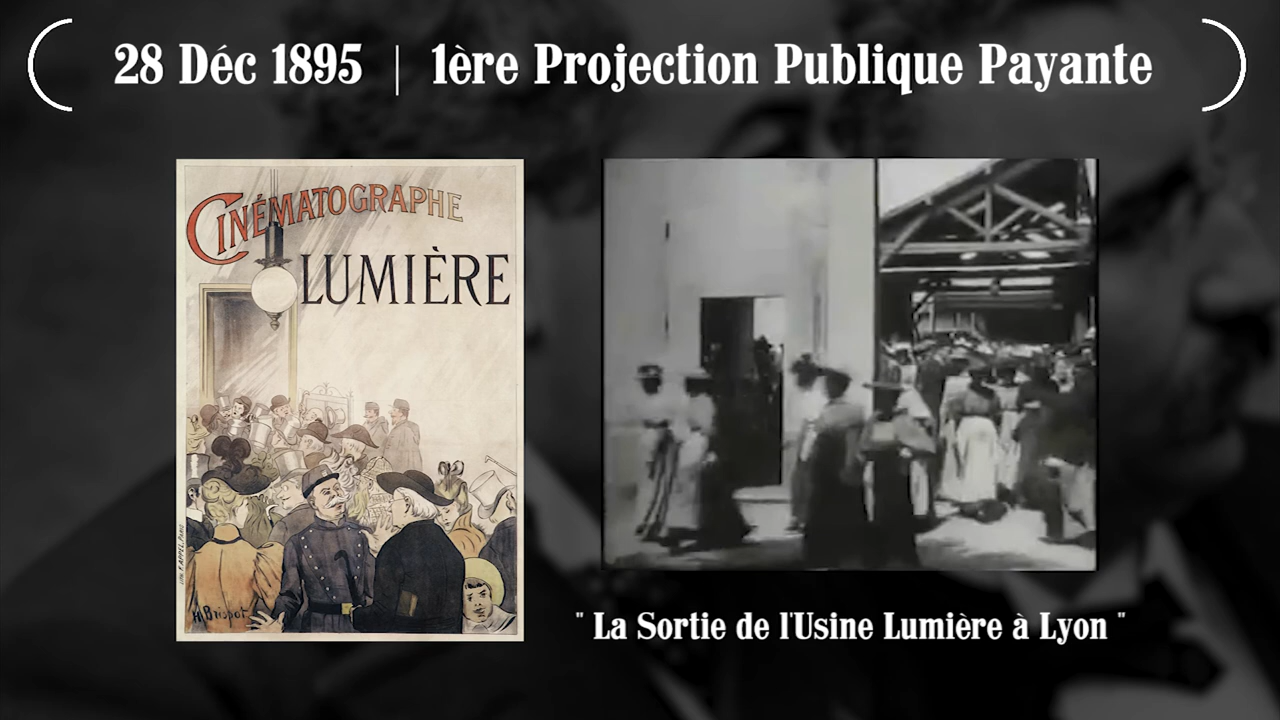 28 Déc 1895 | 1ère Projection Publique Payante
CINÉMATOGRAPHE
LUMIÈRE
H Brispot
" La Sortie de l'Usine Lumière à Lyon "